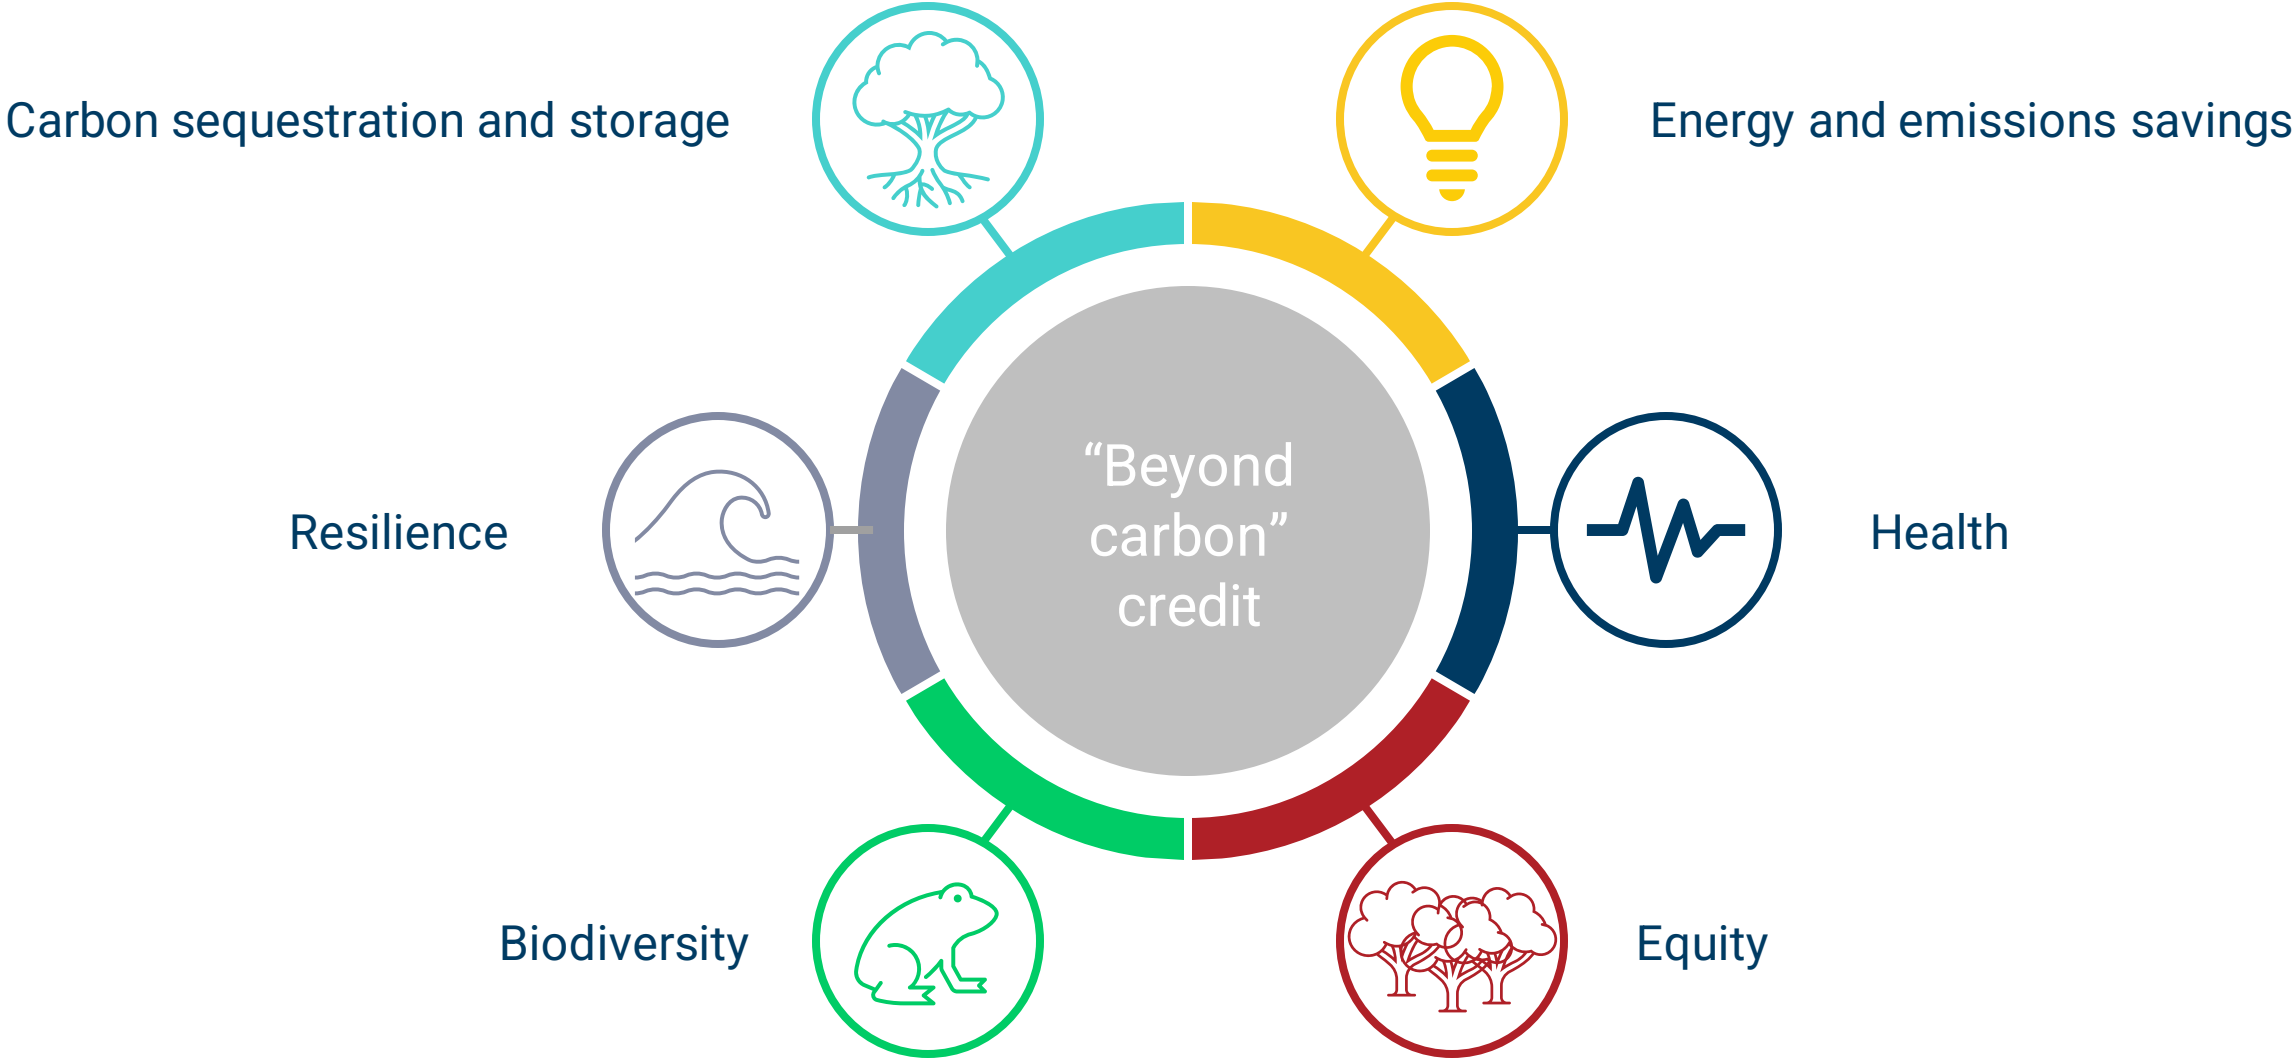 Carbon sequestration and storage
Energy and emissions savings
“Beyond
carbon”
credit
Resilience
Health
Biodiversity
Equity